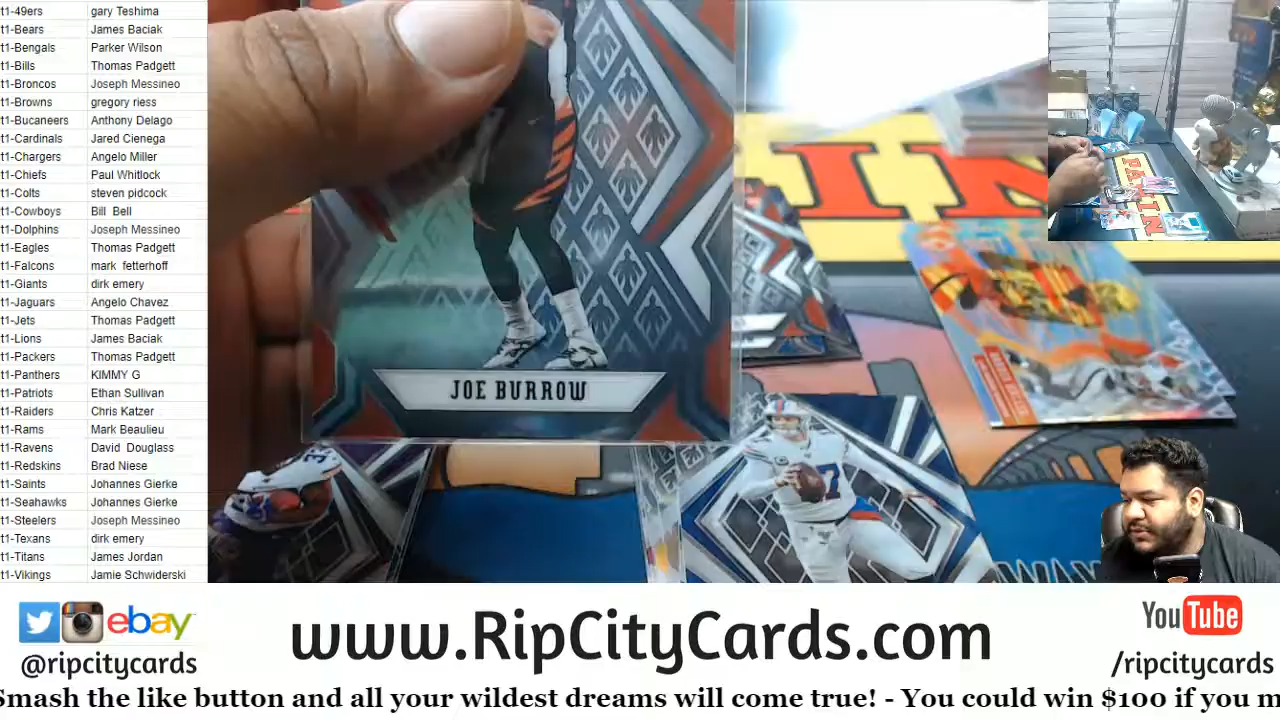 t1-49ers gary Teshima
t1-Bears James Baciak
t1-Bengals Parker Wilson
t1-Bills Thomas Padgett
t1-Broncos Joseph Messineo
t1-Browns gregory riess
t1-Bucaneers Anthony Delago
t1-Cardinals Jared Cienega
t1-Chargers Angelo Miller
t1-Chiefs Paul Whitlock
t1-Colts steven pidcock
t1-Cowboys Bill Bell
t1-Dolphins Joseph Messineo
t1-Eagles Thomas Padgett
t1-Falcons mark fetterhoff
t1-Giants dirk emery
t1-Jaguars Angelo Chavez
t1-Jets Thomas Padgett
t1-Lions James Baciak
t1-Packers Thomas Padgett
t1-Panthers KIMMY G
t1-Patriots Ethan Sullivan
t1-Raiders Chris Katzer
t1-Rams Mark Beaulieu
t1-Ravens David Douglass
t1-Redskins Brad Niese
t1-Saints Johannes Gierke
t1-Seahawks Johannes Gierke
t1-Steelers Joseph Messineo
t1-Texans dirk emery
t1-Titans James Jordan
t1-Vikings Jamie Schwiderski
JOE BURROW
PANIN
ebay
@ripcitycards
www.RipCityCards.com
YouTube
/ripcitycards
Smash the like button and all your wildest dreams will come true! - You could win $100 if you m